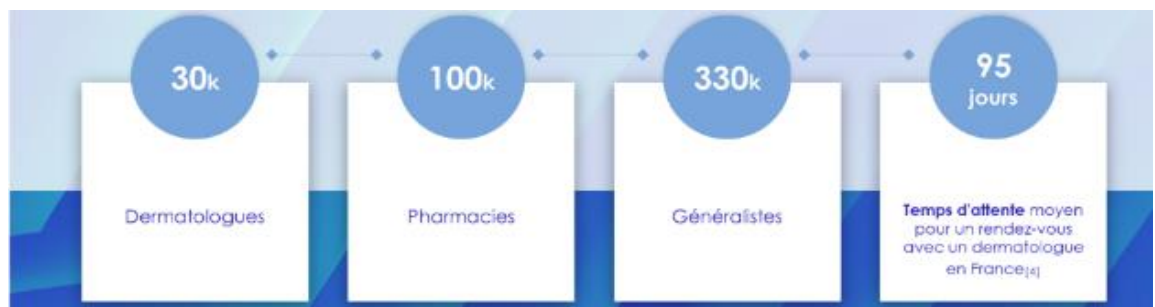 30k
100k
330k
95
jours
Dermatologues
Pharmacies
Généralistes
Temps d'attente moyen
pour un rendez-vous
avec un dermatologue
en France[4]